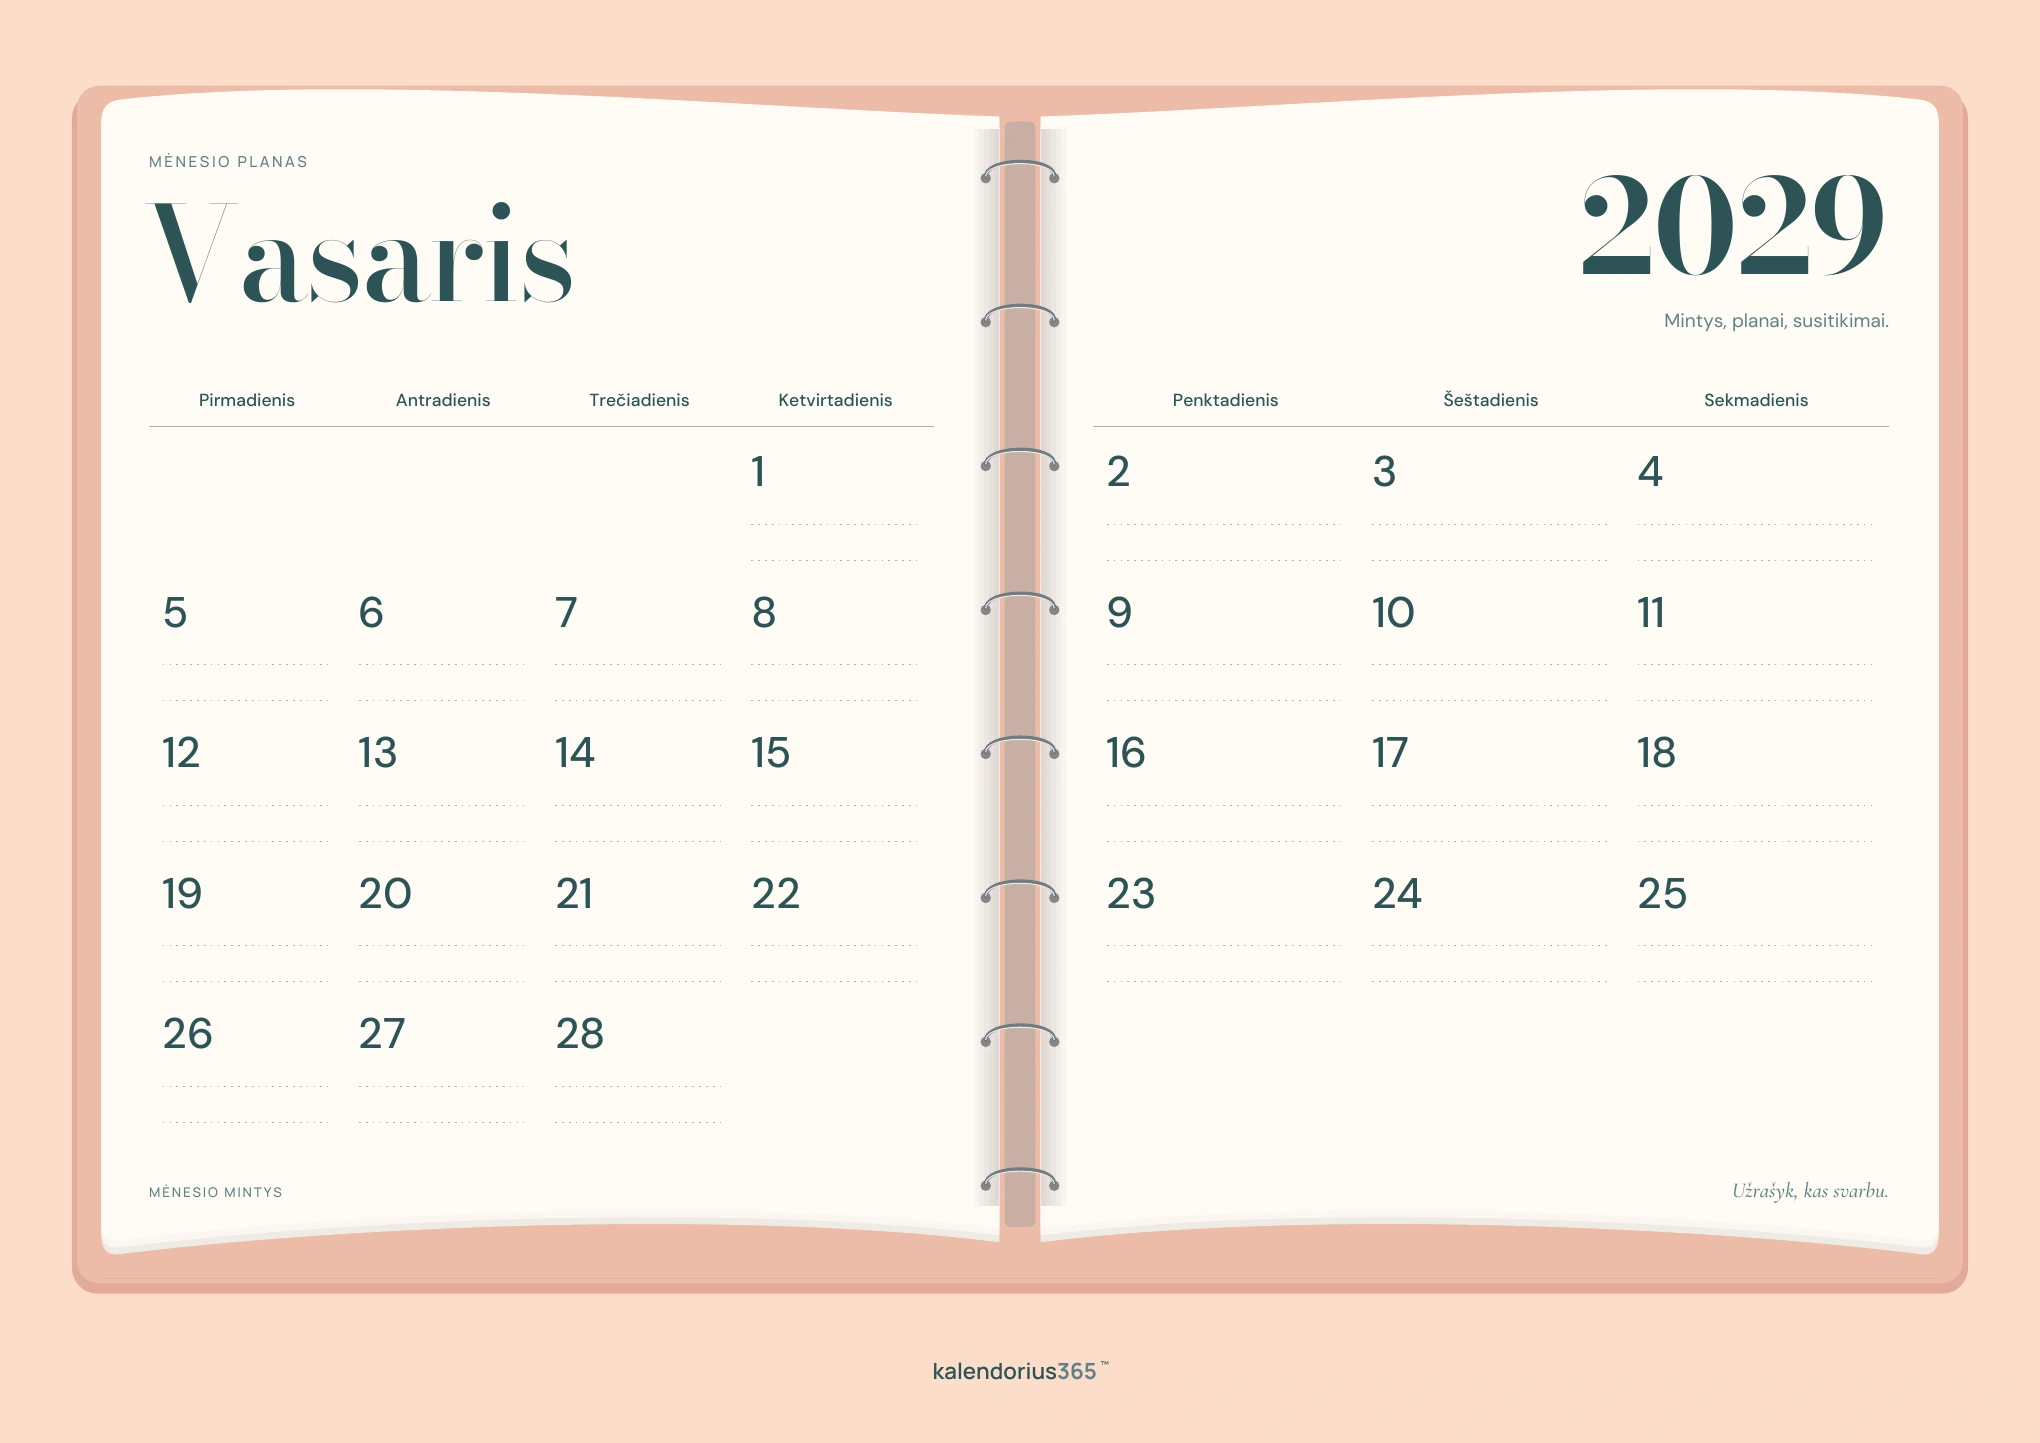 MĖNESIO PLANAS
Vasaris
2029
Mintys, planai, susitikimai.
Pirmadienis Antradienis Trečiadienis Ketvirtadienis Penktadienis Šeštadienis Sekmadienis
1 2 3 4
5 6 7 8 9 10 11
12 13 14 15 16 17 18
19 20 21 22 23 24 25
26 27 28
MĖNESIO MINTYS
Užrašyk, kas svarbu.
kalendorius365™